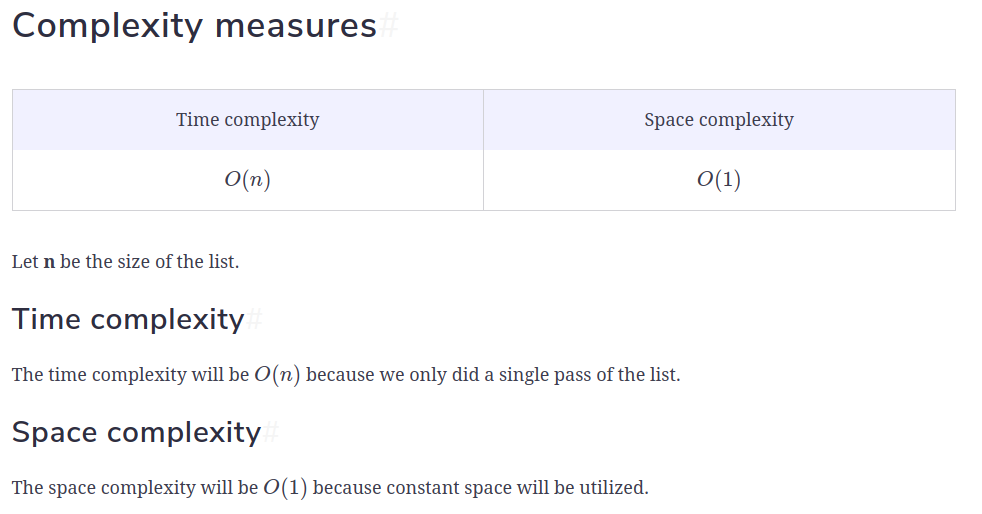 Complexity measures#
Time complexity
Space complexity
O(n)
O(1)
Let n be the size of the list.
Time complexity#
The time complexity will be O(n) because we only did a single pass of the list.
Space complexity#
The space complexity will be O(1) because constant space will be utilized.